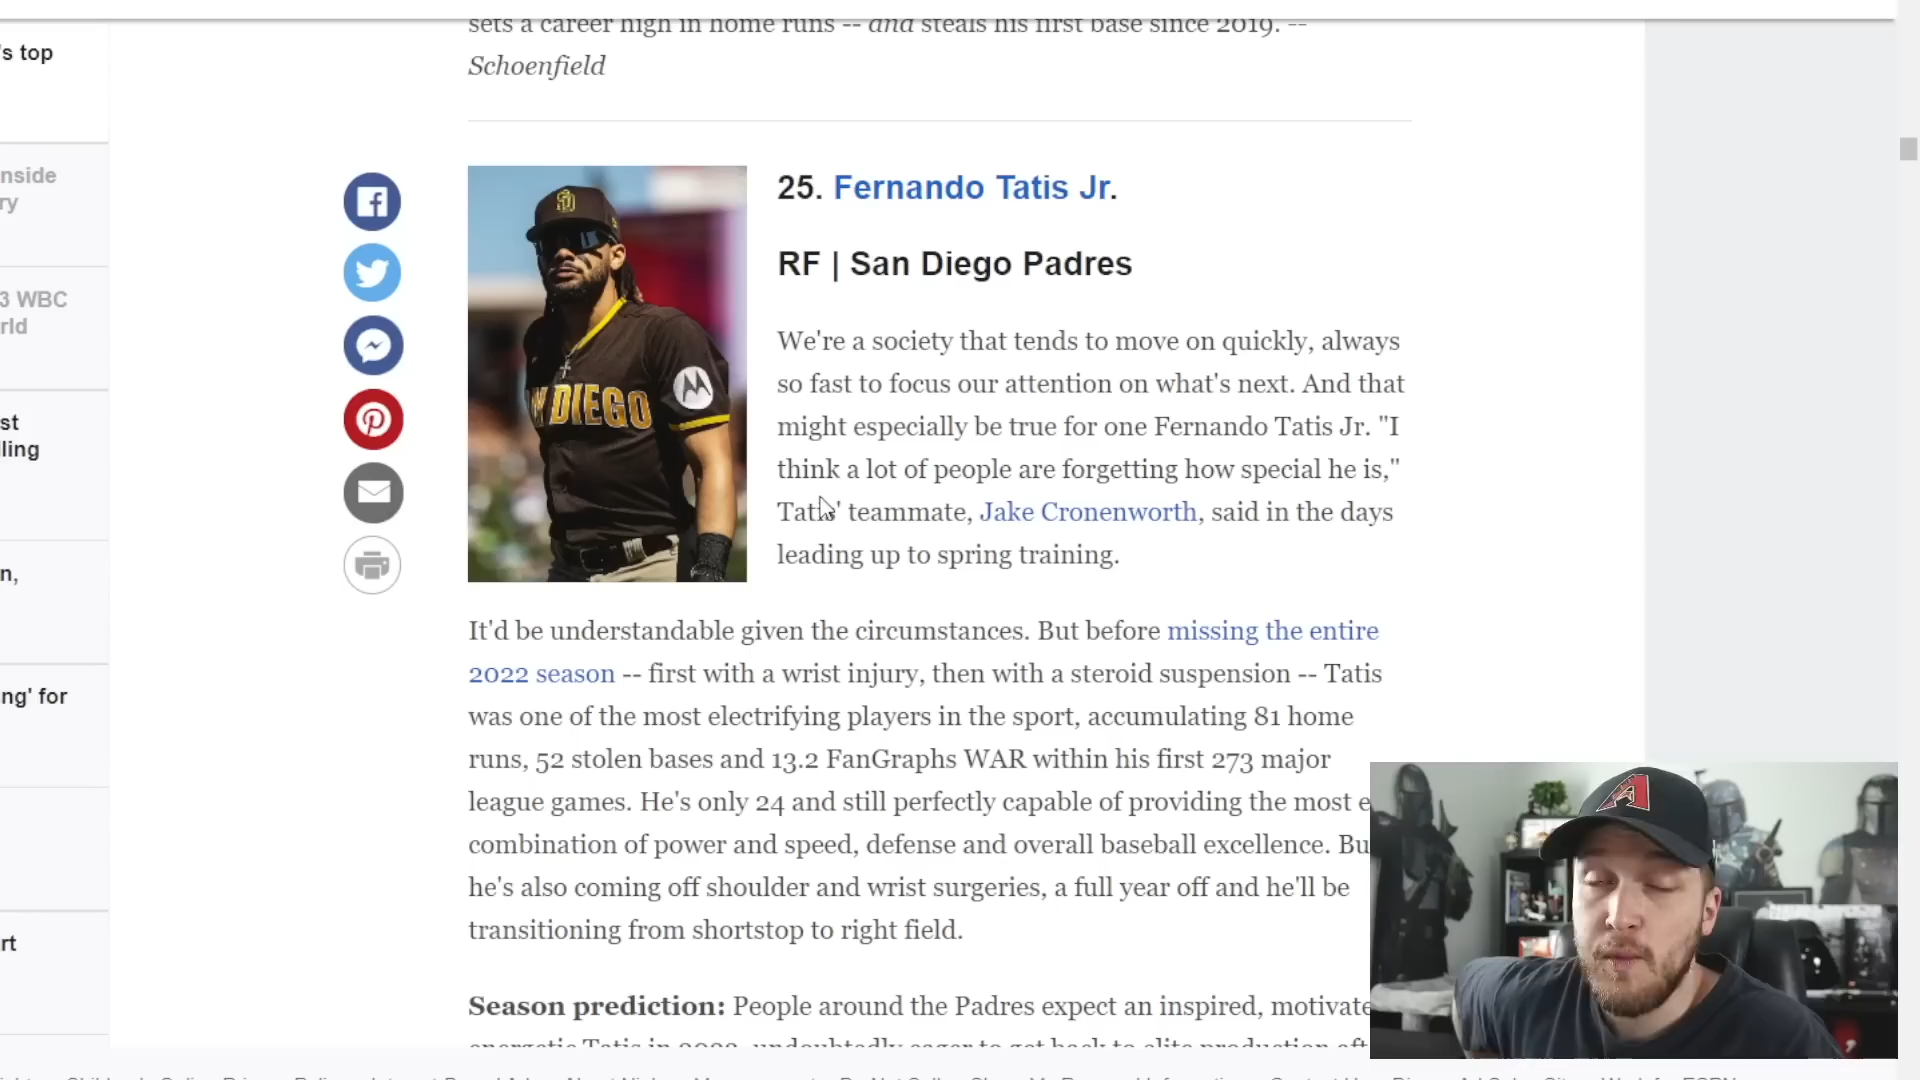 sets a career high in home runs -- and steals his first base since 2019. --
Schoenfield
's top
nside
ry
3 WBC
rld
st
ling
n,
ng' for
rt
25. Fernando Tatis Jr.
RF | San Diego Padres
SAN DIEGO
We're a society that tends to move on quickly, always
so fast to focus our attention on what's next. And that
might especially be true for one Fernando Tatis Jr. "I
think a lot of people are forgetting how special he is,"
Tatis' teammate, Jake Cronenworth, said in the days
leading up to spring training.
It'd be understandable given the circumstances. But before missing the entire
2022 season -- first with a wrist injury, then with a steroid suspension -- Tatis
was one of the most electrifying players in the sport, accumulating 81 home
runs, 52 stolen bases and 13.2 FanGraphs WAR within his first 273 major
league games. He's only 24 and still perfectly capable of providing the most e
combination of power and speed, defense and overall baseball excellence. Bu
he's also coming off shoulder and wrist surgeries, a full year off and he'll be
transitioning from shortstop to right field.
Season prediction: People around the Padres expect an inspired, motivate
energetic Tatis in 2023, undoubtedly eager to get back to elite production aft
A